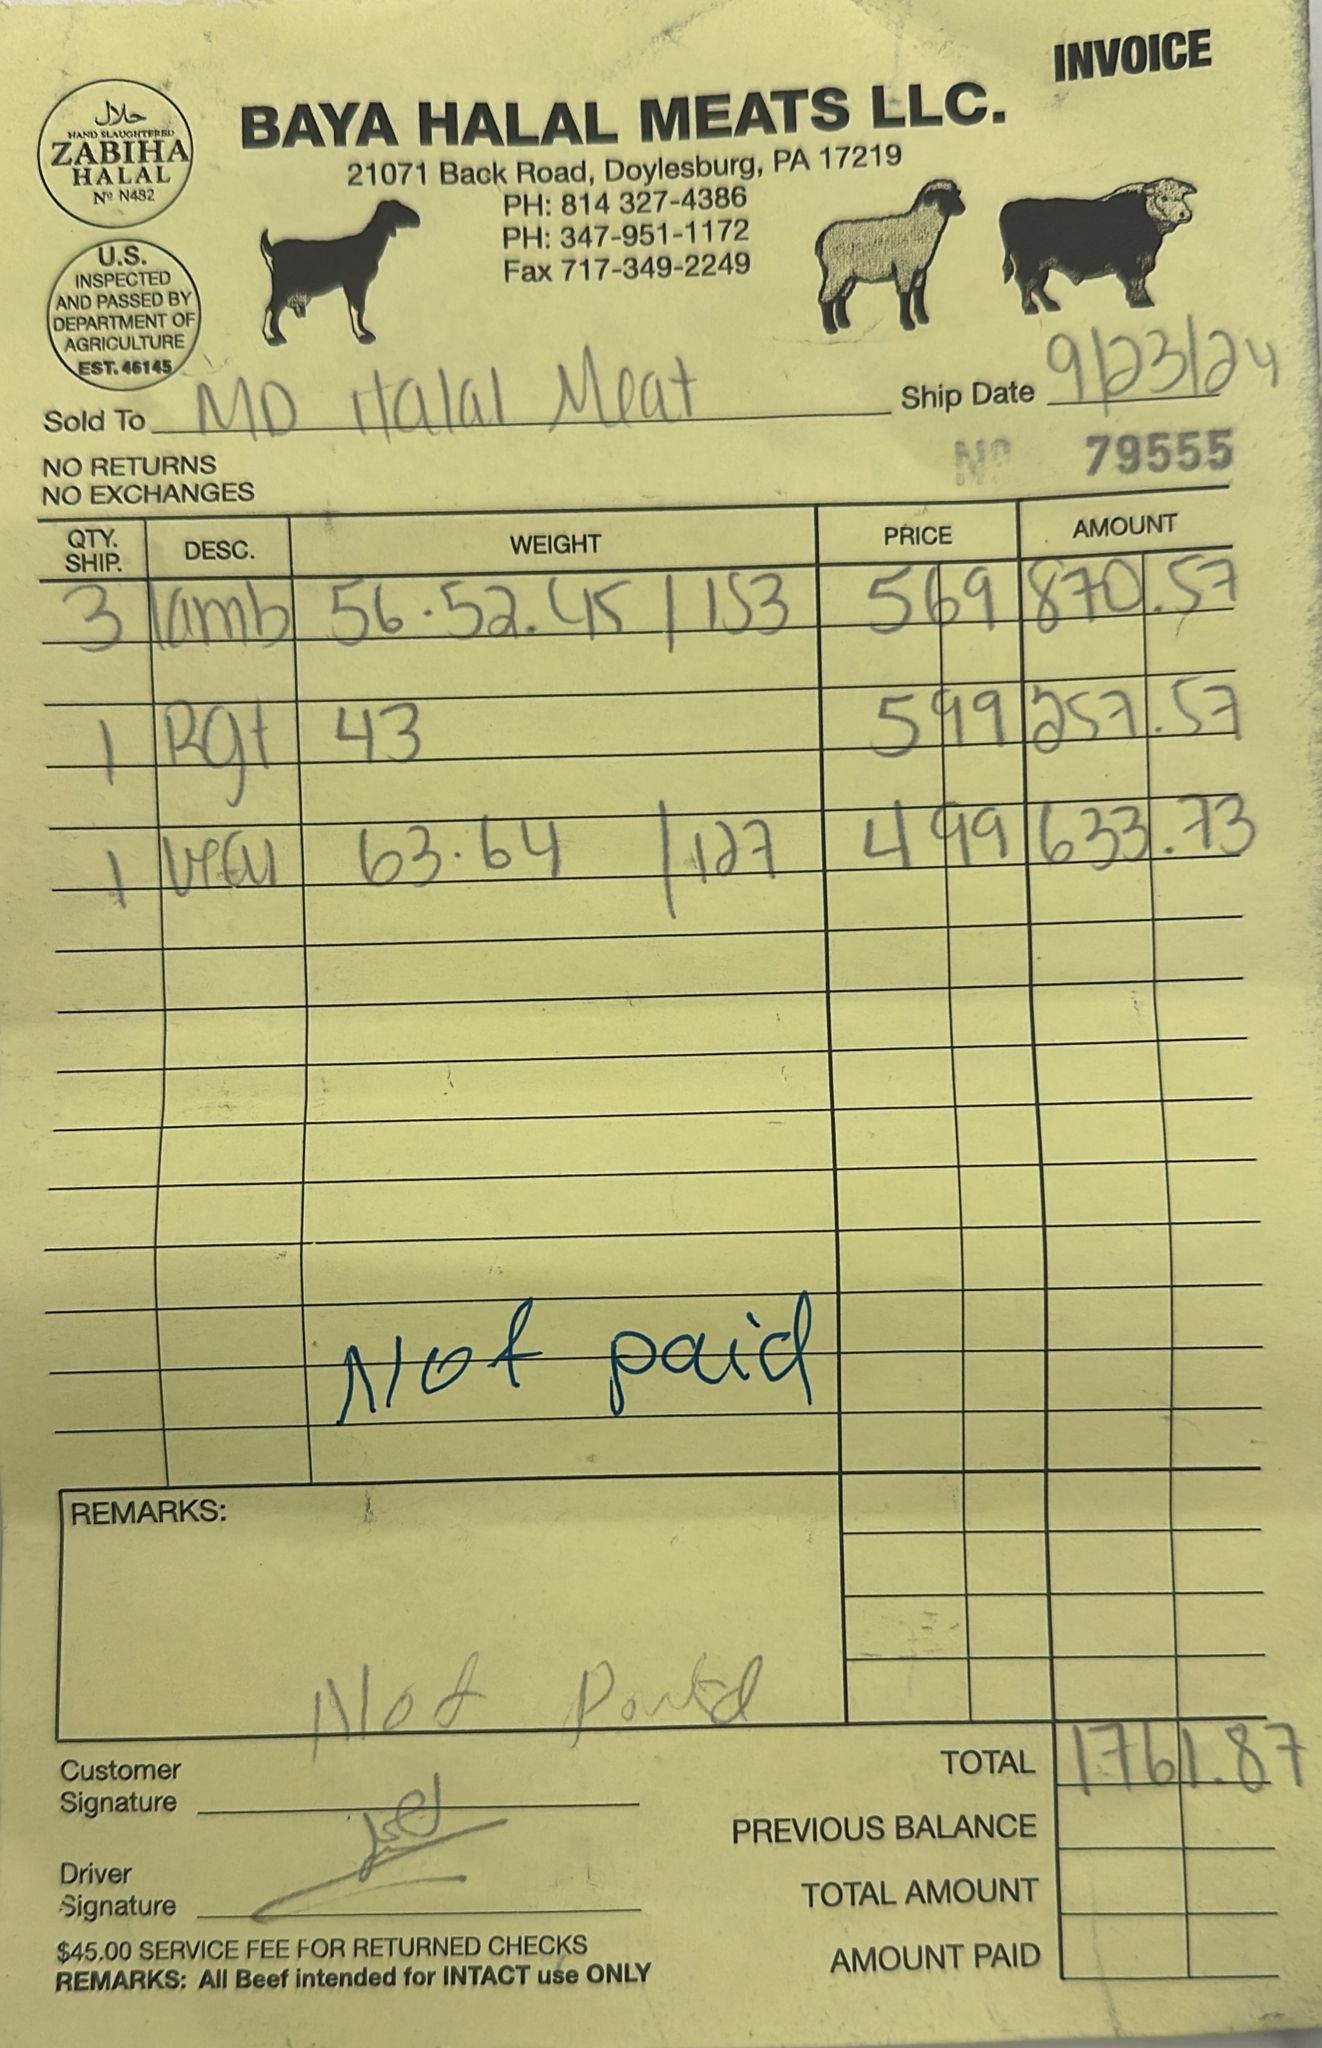 INVOICE
حلال
HAND SLAUGHTERED
ZABIHA
HALAL
Nº N482
BAYA HALAL MEATS LLC.
21071 Back Road, Doylesburg, PA 17219
PH: 814 327-4386
PH: 347-951-1172
Fax 717-349-2249
U.S.
INSPECTED
AND PASSED BY
DEPARTMENT OF
AGRICULTURE
EST. 46145
Sold To MD Halal Meat Ship Date 9/23/24
NO RETURNS
NO EXCHANGES
Nº 79555
QTY. SHIP. DESC. WEIGHT PRICE AMOUNT
3 lamb 56.52.45 / 153 569 870.57
1 Rgt 43 599 257.57
1 veal 63.64 / 127 499 633.73
Not paid
REMARKS:
Not Paid
Customer
Signature
TOTAL 1761.87
PREVIOUS BALANCE
Driver
Signature
TOTAL AMOUNT
AMOUNT PAID
$45.00 SERVICE FEE FOR RETURNED CHECKS
REMARKS: All Beef intended for INTACT use ONLY